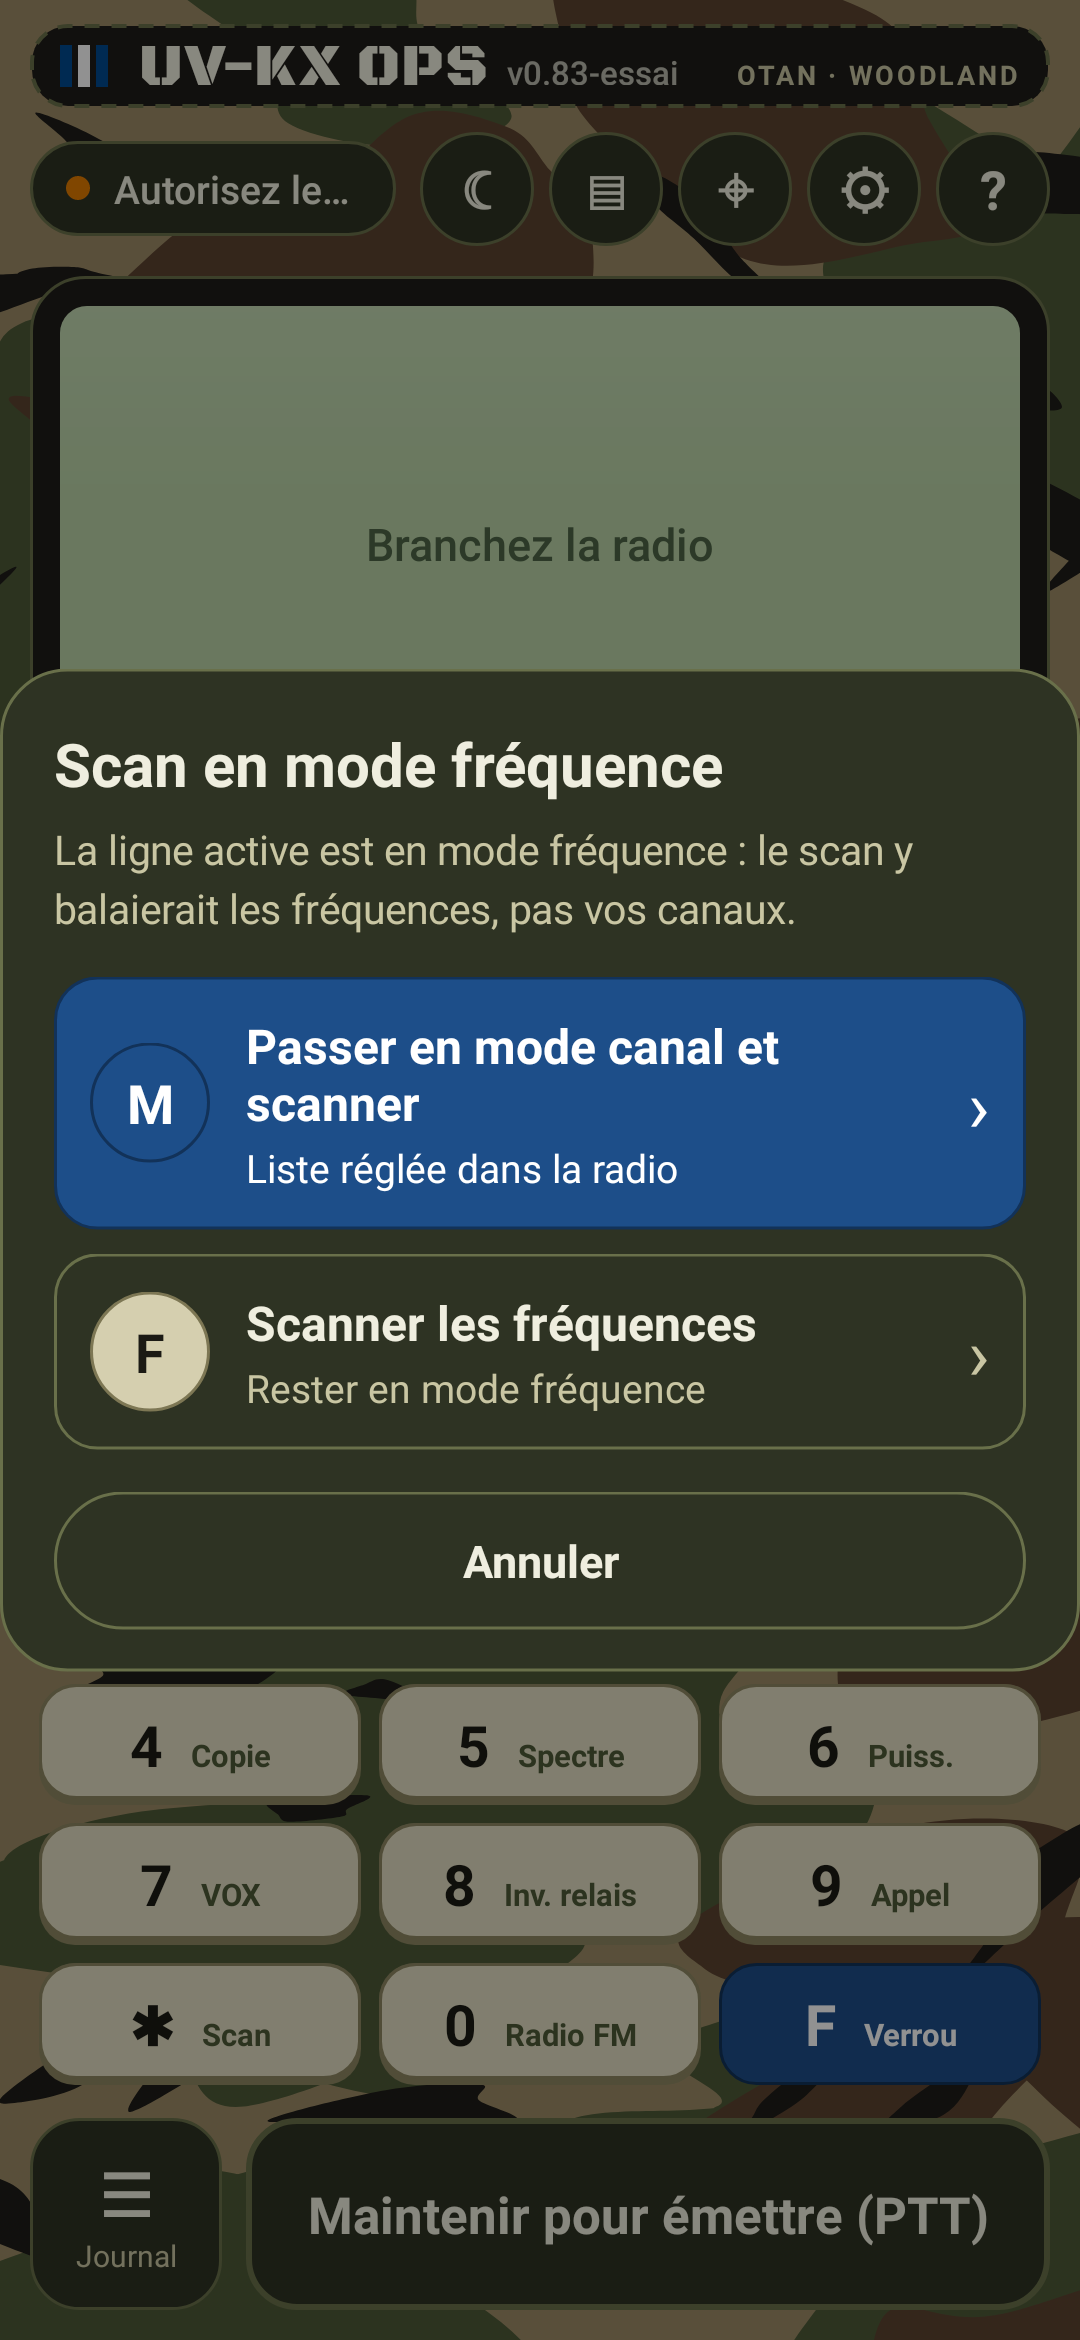 UV-KX OPS v0.83-essai OTAN · WOODLAND
Autorisez le… ?
Branchez la radio
Scan en mode fréquence
La ligne active est en mode fréquence : le scan y
balaierait les fréquences, pas vos canaux.
M
Passer en mode canal et
scanner
Liste réglée dans la radio
F
Scanner les fréquences
Rester en mode fréquence
Annuler
4 Copie 5 Spectre 6 Puiss.
7 VOX 8 Inv. relais 9 Appel
✱ Scan 0 Radio FM F Verrou
Journal
Maintenir pour émettre (PTT)